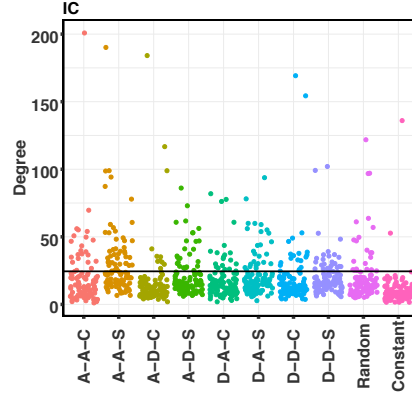 IC
Degree
200
150
100
50
0
A−A−C
A−A−S
A−D−C
A−D−S
D−A−C
D−A−S
D−D−C
D−D−S
Random
Constant